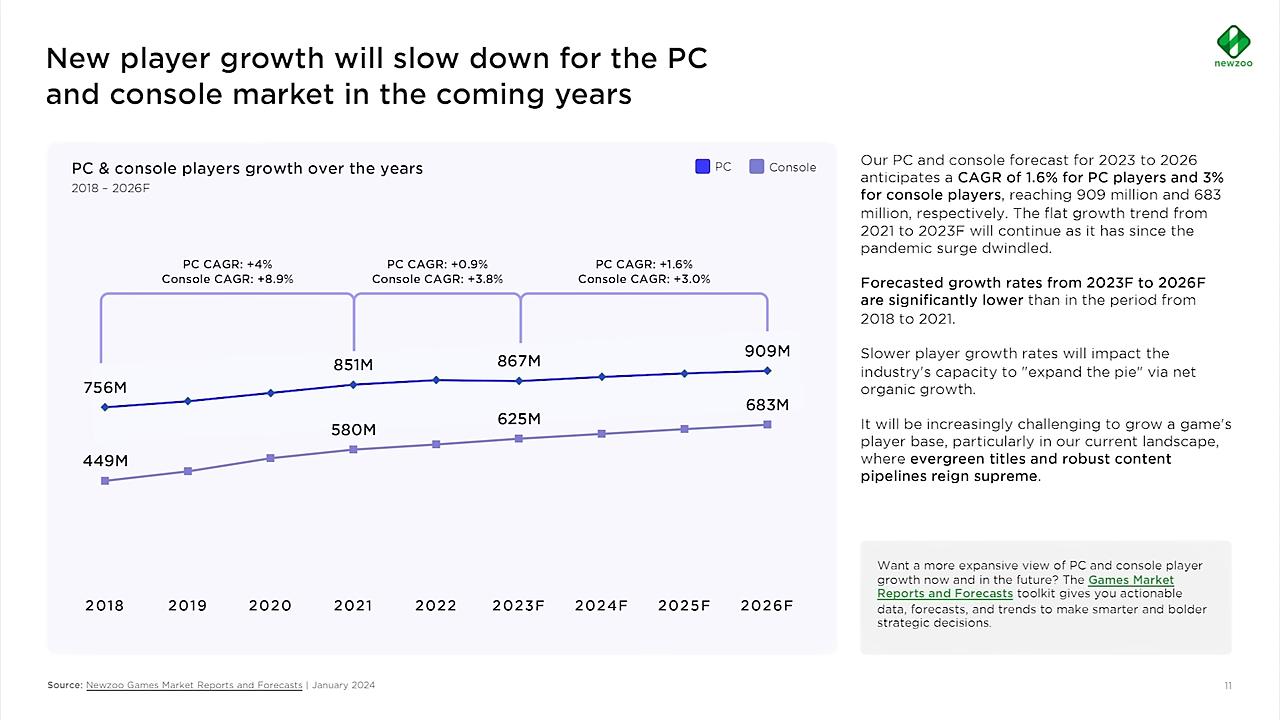 New player growth will slow down for the PC
and console market in the coming years
newzoo
PC & console players growth over the years
2018 – 2026F
PC
Console
PC CAGR: +4%
Console CAGR: +8.9%
PC CAGR: +0.9%
Console CAGR: +3.8%
PC CAGR: +1.6%
Console CAGR: +3.0%
756M
851M
867M
909M
449M
580M
625M
683M
2018
2019
2020
2021
2022
2023F
2024F
2025F
2026F
Our PC and console forecast for 2023 to 2026
anticipates a CAGR of 1.6% for PC players and 3%
for console players, reaching 909 million and 683
million, respectively. The flat growth trend from
2021 to 2023F will continue as it has since the
pandemic surge dwindled.
Forecasted growth rates from 2023F to 2026F
are significantly lower than in the period from
2018 to 2021.
Slower player growth rates will impact the
industry's capacity to "expand the pie" via net
organic growth.
It will be increasingly challenging to grow a game's
player base, particularly in our current landscape,
where evergreen titles and robust content
pipelines reign supreme.
Want a more expansive view of PC and console player
growth now and in the future? The Games Market
Reports and Forecasts toolkit gives you actionable
data, forecasts, and trends to make smarter and bolder
strategic decisions.
Source: Newzoo Games Market Reports and Forecasts | January 2024
11